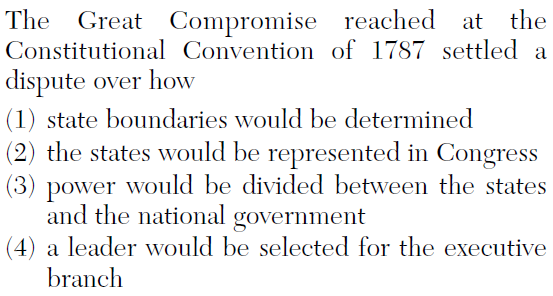 The Great Compromise reached at the
Constitutional Convention of 1787 settled a
dispute over how
(1) state boundaries would be determined
(2) the states would be represented in Congress
(3) power would be divided between the states
and the national government
(4) a leader would be selected for the executive
branch